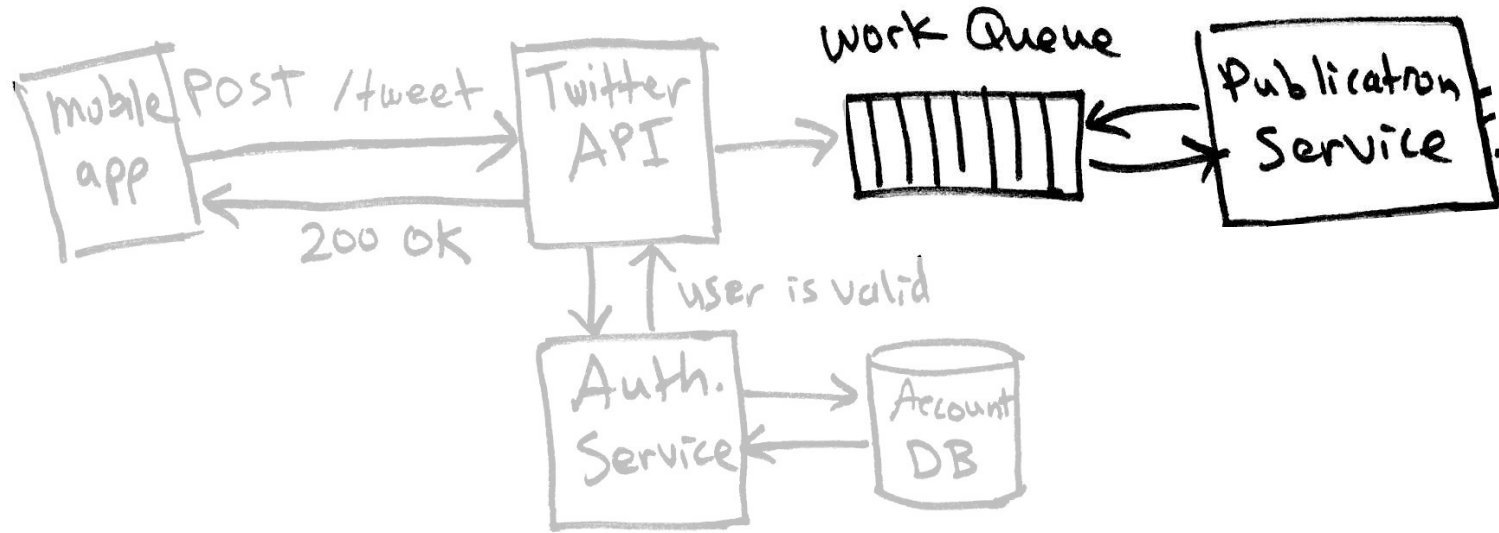 work Queue
mobile
app
POST /tweet
200 OK
Twitter
API
Publication
Service
user is valid
Auth.
Service
Account
DB